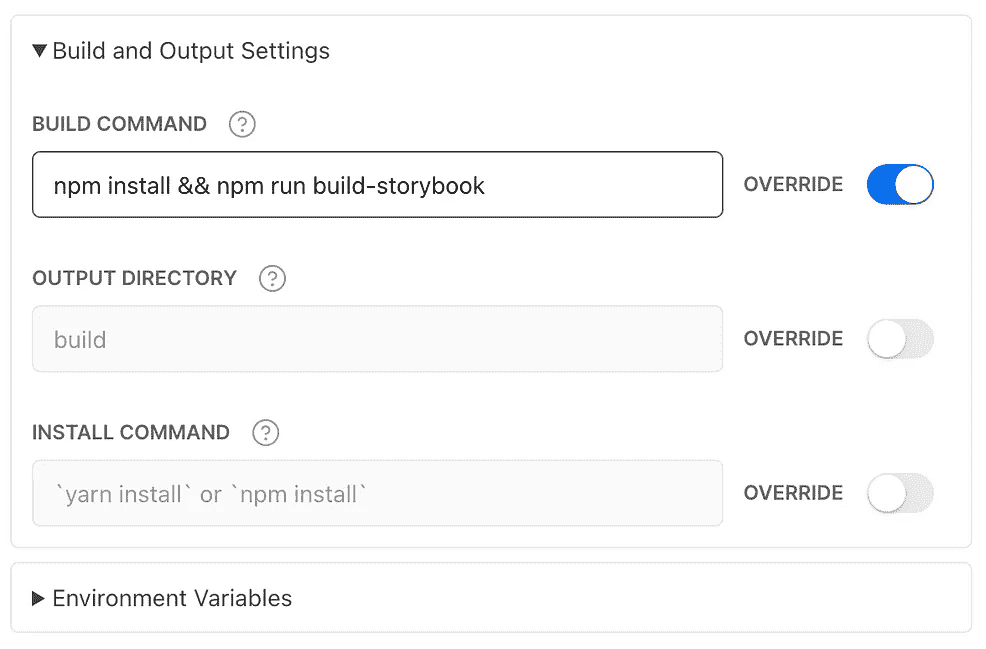 ▼ Build and Output Settings
BUILD COMMAND ?
npm install && npm run build-storybook OVERRIDE
OUTPUT DIRECTORY ?
build OVERRIDE
INSTALL COMMAND ?
`yarn install` or `npm install` OVERRIDE
▶ Environment Variables